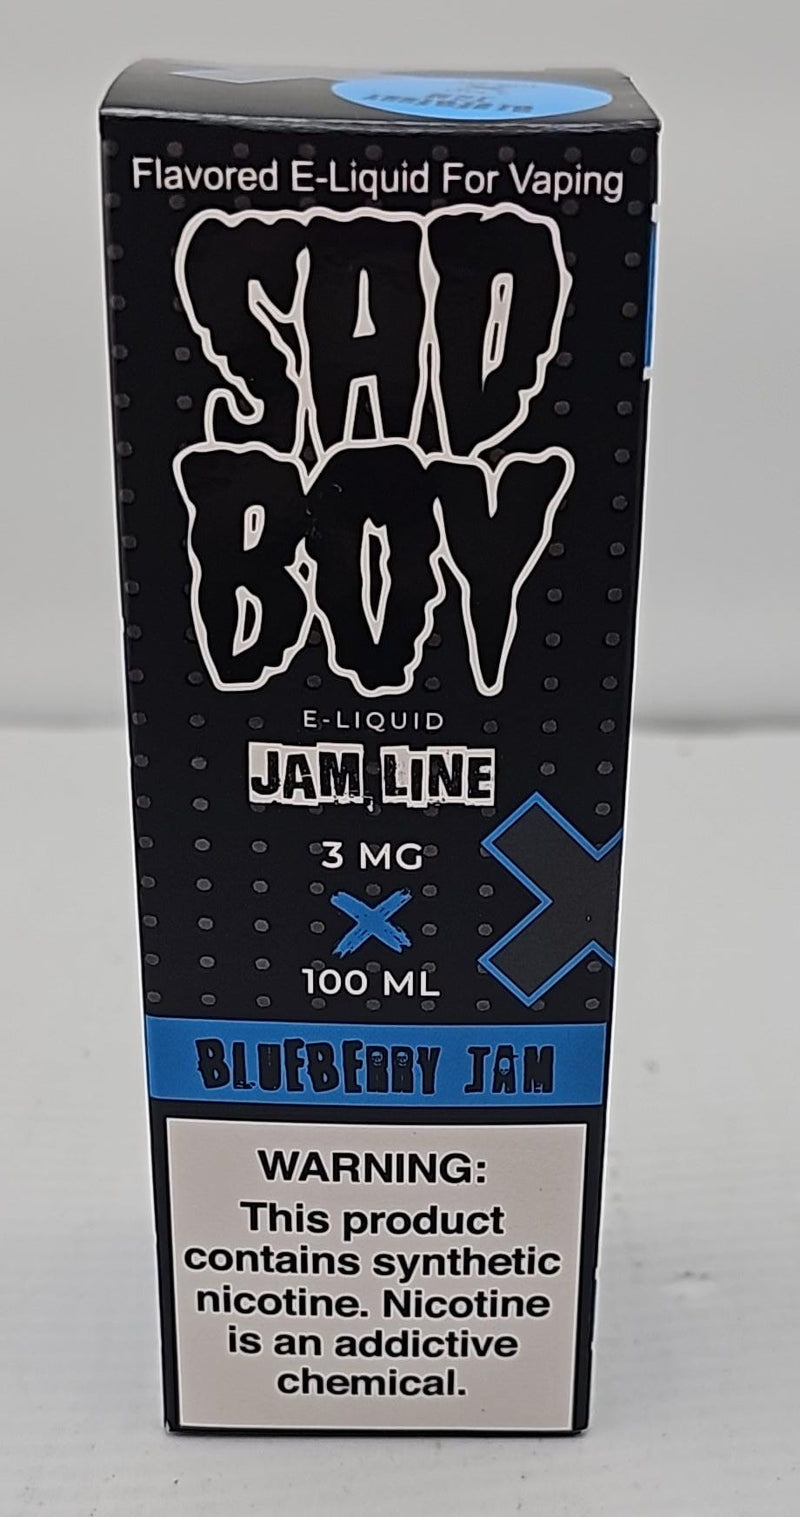 Flavored E-Liquid For Vaping
SAD
BOY
E-LIQUID
JAM LINE
3 MG
X
100 ML
BLUEBERRY JAM
WARNING:
This product
contains synthetic
nicotine. Nicotine
is an addictive
chemical.